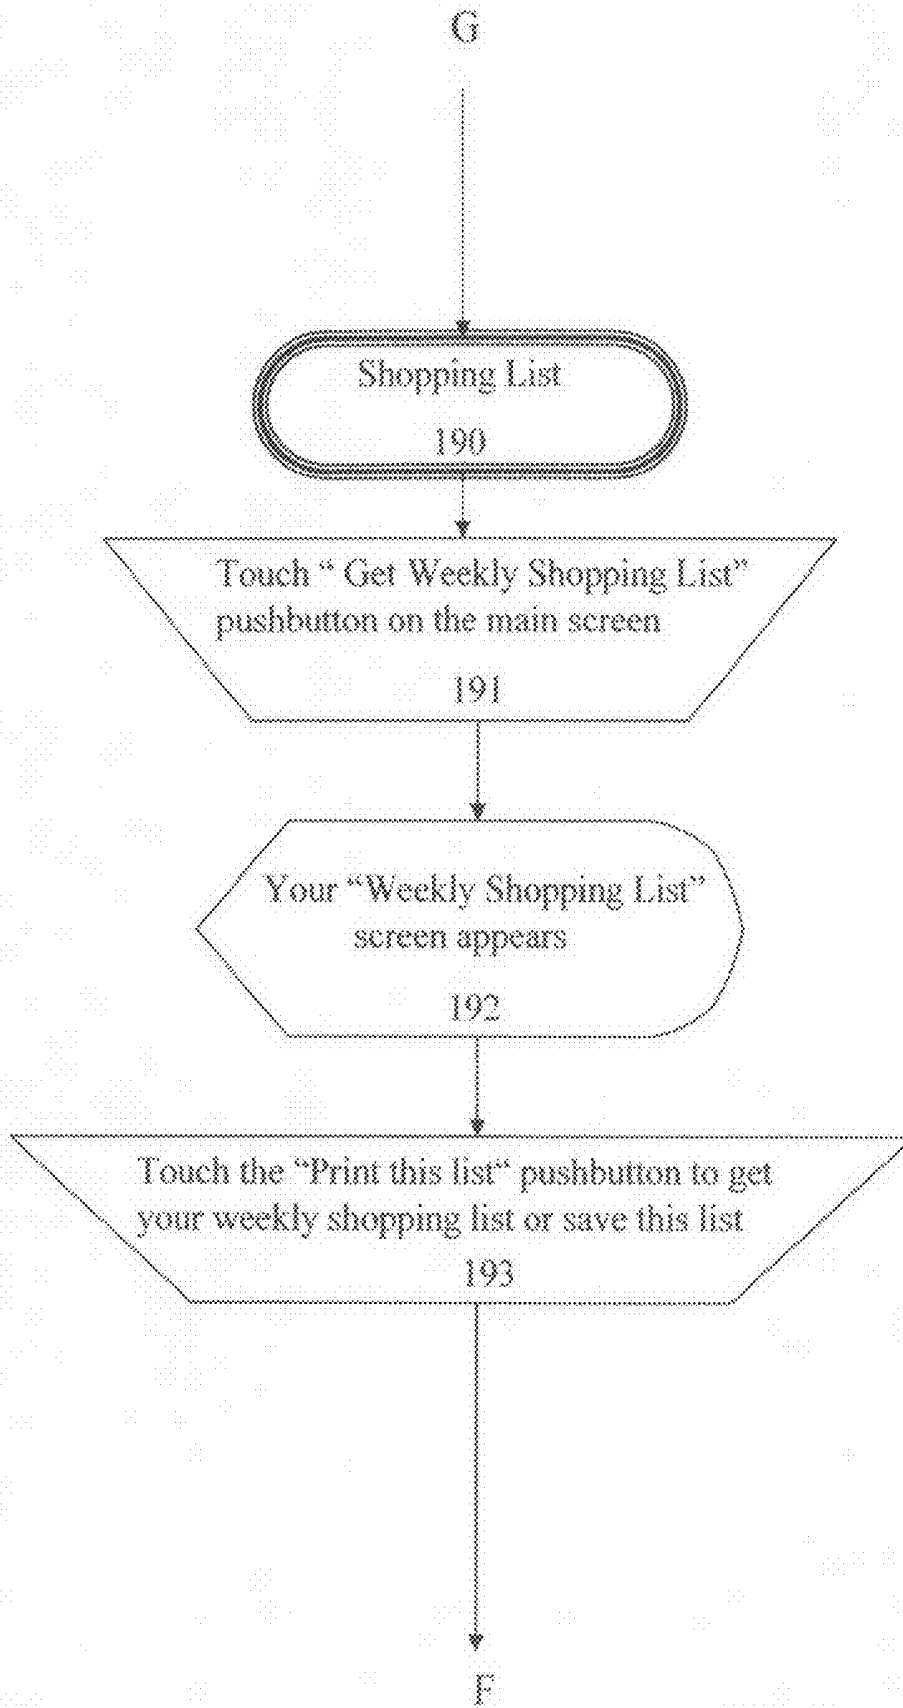 G
Shopping List
190
Touch “ Get Weekly Shopping List”
pushbutton on the main screen
191
Your “Weekly Shopping List”
screen appears
192
Touch the “Print this list“ pushbutton to get
your weekly shopping list or save this list
193
F